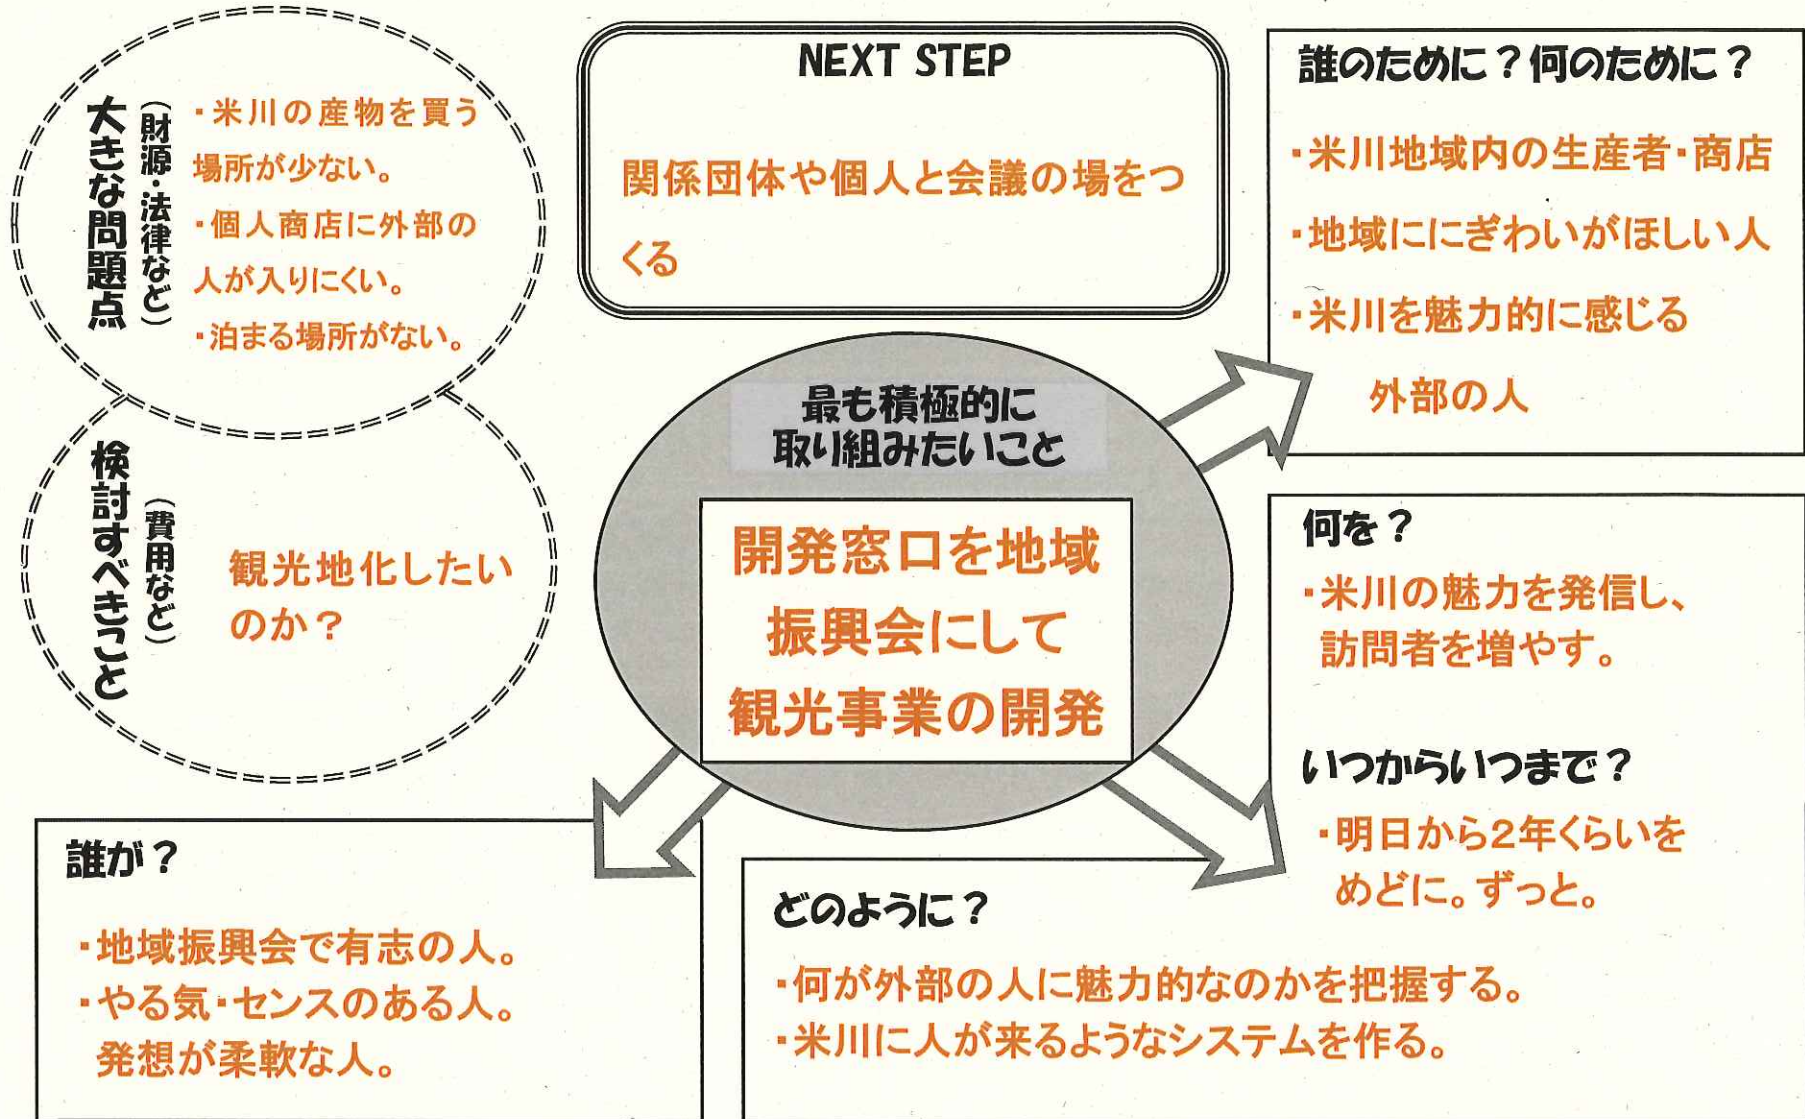 大きな問題点
(財源・法律など)
・米川の産物を買う
場所が少ない。
・個人商店に外部の
人が入りにくい。
・泊まる場所がない。
検討すべきこと
(費用など)
観光地化したい
のか？
NEXT STEP
関係団体や個人と会議の場をつ
くる
最も積極的に
取り組みたいこと
開発窓口を地域
振興会にして
観光事業の開発
誰のために？何のために？
・米川地域内の生産者・商店
・地域ににぎわいがほしい人
・米川を魅力的に感じる
外部の人
何を？
・米川の魅力を発信し、
訪問者を増やす。
いつからいつまで？
・明日から2年くらいを
めどに。ずっと。
誰が？
・地域振興会で有志の人。
・やる気・センスのある人。
発想が柔軟な人。
どのように？
・何が外部の人に魅力的なのかを把握する。
・米川に人が来るようなシステムを作る。